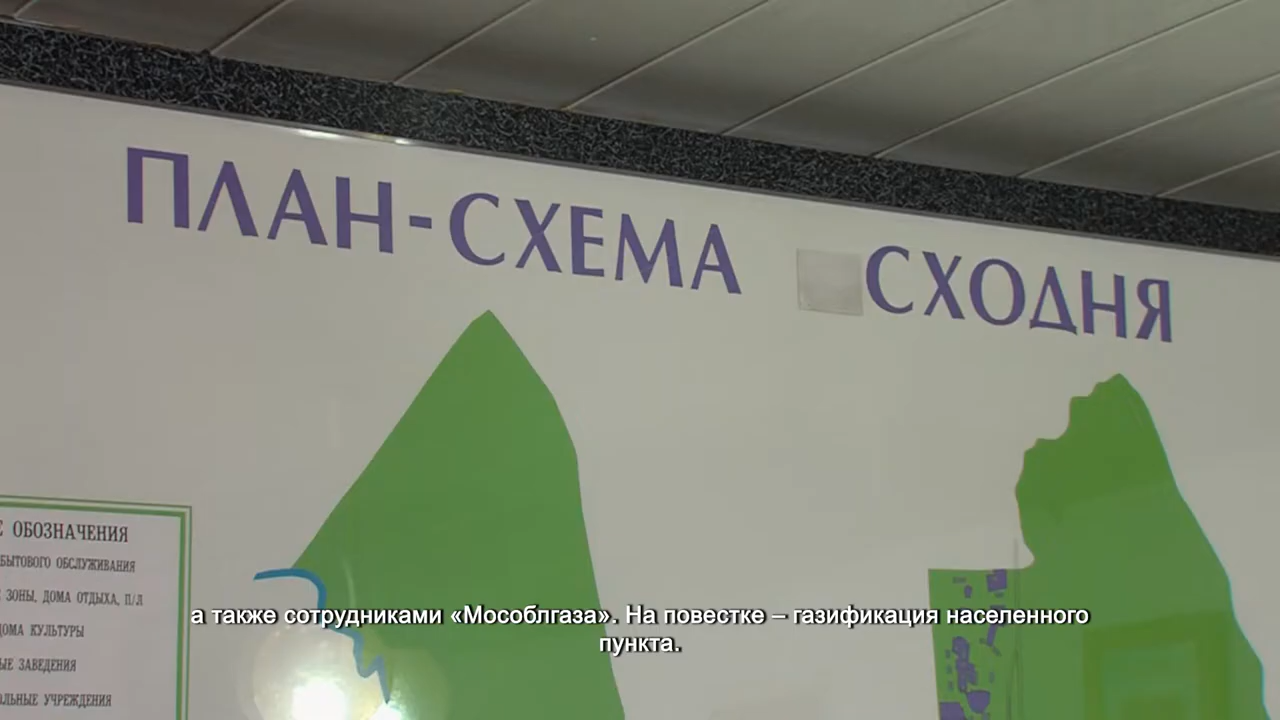 ПЛАН-СХЕМА СХОДНЯ
ОБОЗНАЧЕНИЯ
БЫТОВОГО ОБСЛУЖИВАНИЯ
ЗОНЫ, ДОМА ОТДЫХА, П/Л
ДОМА КУЛЬТУРЫ
ЗАВЕДЕНИЯ
УЧРЕЖДЕНИЯ
а также сотрудниками «Мособлгаза». На повестке – газификация населенного
пункта.